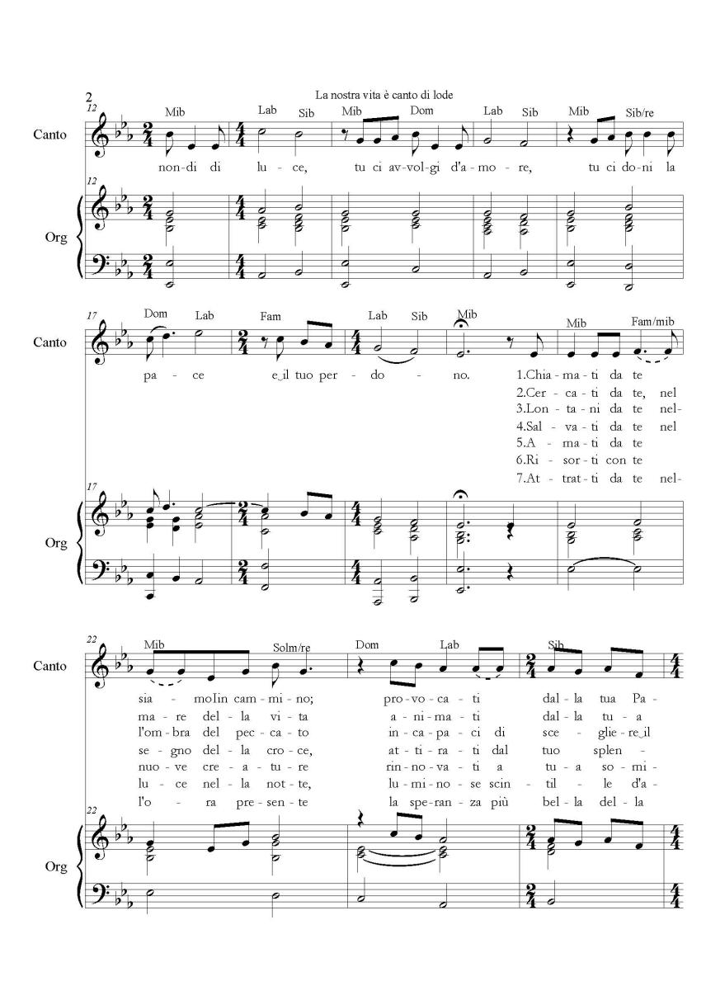 2
La nostra vita è canto di lode
12
Mib Lab Sib Mib Dom Lab Sib Mib Sib/re
Canto
non-di di lu - ce, tu ci av-vol-gi d'a-mo - re, tu ci do-ni la
12
Org
17
Dom Lab Fam Lab Sib Mib Mib Fam/mib
Canto
pa - ce e‿il tuo per-do - no. 1.Chia-ma-ti da te
2.Cer - ca-ti da te, nel
3.Lon - ta-ni da te nel-
4.Sal - va-ti da te nel
5.A - ma-ti da te
6.Ri - sor-ti con te
7.At - trat-ti da te nel-
17
Org
22
Mib Solm/re Dom Lab Sib
Canto
sia - moIin cam-mi-no; pro-vo-ca-ti dal-la tua Pa-
ma - re del-la vi-ta a-ni-ma-ti dal-la tu-a
l'om-bra del pec-ca-to in-ca-pa-ci di sce - glie-re‿il
se-gno del-la cro-ce, at-ti-ra-ti dal tuo splen -
nuo-ve cre-a-tu-re rin-no-va-ti a tu-a so-mi-
lu-ce nel-la not-te, lu-mi-no-se scin-til - le d'a-
l'o - ra pre-sen-te la spe-ran-za più bel-la del-la
22
Org